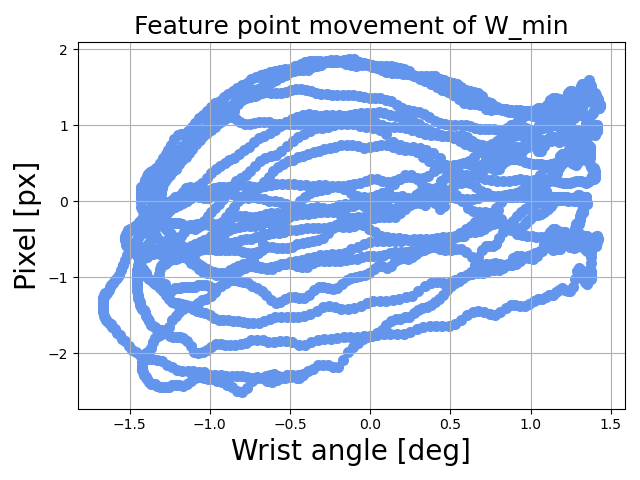 Feature point movement of W_min
Pixel [px]
2
1
0
−1
−2
−1.5 −1.0 −0.5 0.0 0.5 1.0 1.5
Wrist angle [deg]